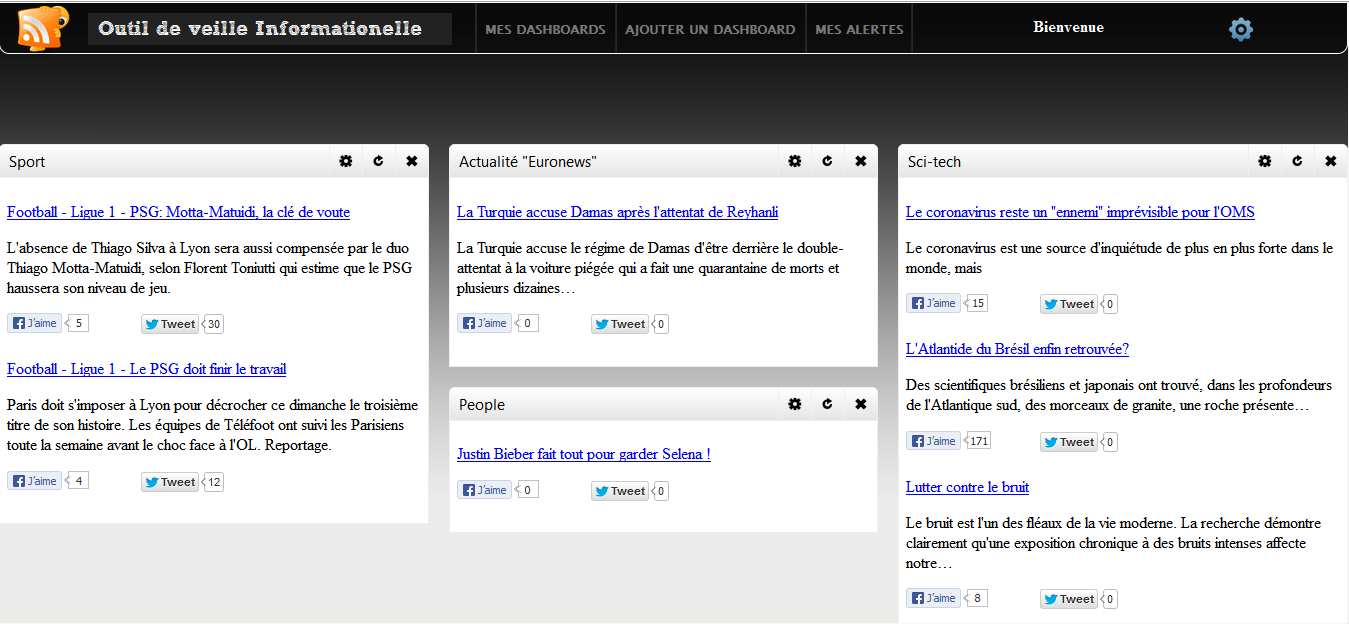 Outil de veille Informationelle
MES DASHBOARDS
AJOUTER UN DASHBOARD
MES ALERTES
Bienvenue
Sport
Football - Ligue 1 - PSG: Motta-Matuidi, la clé de voute
L'absence de Thiago Silva à Lyon sera aussi compensée par le duo
Thiago Motta-Matuidi, selon Florent Toniutti qui estime que le PSG
haussera son niveau de jeu.
J'aime 5 Tweet 30
Football - Ligue 1 - Le PSG doit finir le travail
Paris doit s'imposer à Lyon pour décrocher ce dimanche le troisième
titre de son histoire. Les équipes de Téléfoot ont suivi les Parisiens
toute la semaine avant le choc face à l'OL. Reportage.
J'aime 4 Tweet 12
Actualité "Euronews"
La Turquie accuse Damas après l'attentat de Reyhanli
La Turquie accuse le régime de Damas d'être derrière le double-
attentat à la voiture piégée qui a fait une quarantaine de morts et
plusieurs dizaines…
J'aime 0 Tweet 0
People
Justin Bieber fait tout pour garder Selena !
J'aime 0 Tweet 0
Sci-tech
Le coronavirus reste un "ennemi" imprévisible pour l'OMS
Le coronavirus est une source d'inquiétude de plus en plus forte dans le
monde, mais
J'aime 15 Tweet 0
L'Atlantide du Brésil enfin retrouvée?
Des scientifiques brésiliens et japonais ont trouvé, dans les profondeurs
de l'Atlantique sud, des morceaux de granite, une roche présente…
J'aime 171 Tweet 0
Lutter contre le bruit
Le bruit est l'un des fléaux de la vie moderne. La recherche démontre
clairement qu'une exposition chronique à des bruits intenses affecte
notre…
J'aime 8 Tweet 0